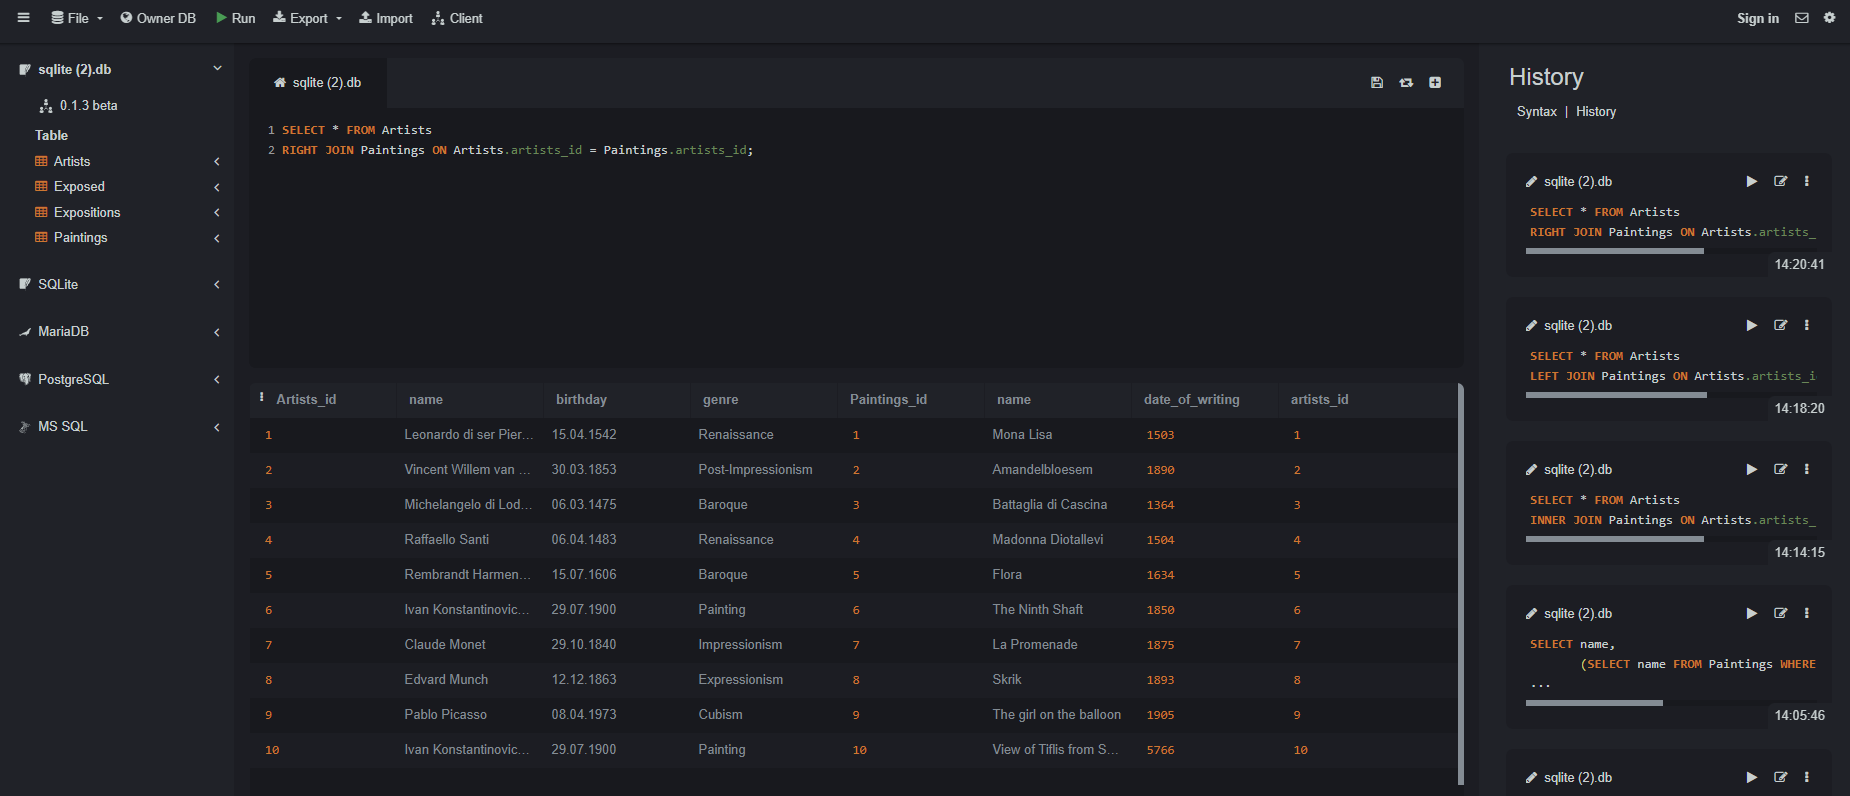 File Owner DB Run Export Import Client Sign in
sqlite (2).db
0.1.3 beta
Table
Artists
Exposed
Expositions
Paintings
SQLite
MariaDB
PostgreSQL
MS SQL
sqlite (2).db
1 SELECT * FROM Artists
2 RIGHT JOIN Paintings ON Artists.artists_id = Paintings.artists_id;
Artists_id name birthday genre Paintings_id name date_of_writing artists_id
1 Leonardo di ser Pier... 15.04.1542 Renaissance 1 Mona Lisa 1503 1
2 Vincent Willem van ... 30.03.1853 Post-Impressionism 2 Amandelbloesem 1890 2
3 Michelangelo di Lod... 06.03.1475 Baroque 3 Battaglia di Cascina 1364 3
4 Raffaello Santi 06.04.1483 Renaissance 4 Madonna Diotallevi 1504 4
5 Rembrandt Harmen... 15.07.1606 Baroque 5 Flora 1634 5
6 Ivan Konstantinovic... 29.07.1900 Painting 6 The Ninth Shaft 1850 6
7 Claude Monet 29.10.1840 Impressionism 7 La Promenade 1875 7
8 Edvard Munch 12.12.1863 Expressionism 8 Skrik 1893 8
9 Pablo Picasso 08.04.1973 Cubism 9 The girl on the balloon 1905 9
10 Ivan Konstantinovic... 29.07.1900 Painting 10 View of Tiflis from S... 5766 10
History
Syntax | History
sqlite (2).db
SELECT * FROM Artists
RIGHT JOIN Paintings ON Artists.artists_
14:20:41
sqlite (2).db
SELECT * FROM Artists
LEFT JOIN Paintings ON Artists.artists_i
14:18:20
sqlite (2).db
SELECT * FROM Artists
INNER JOIN Paintings ON Artists.artists_
14:14:15
sqlite (2).db
SELECT name,
(SELECT name FROM Paintings WHERE
...
14:05:46
sqlite (2).db